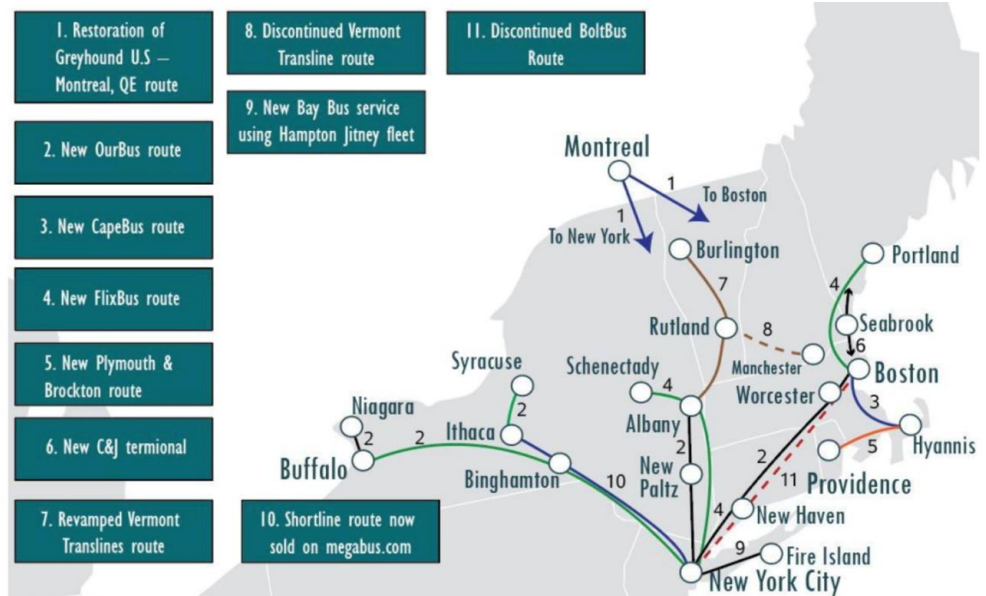 1. Restoration of
Greyhound U.S –
Montreal, QE route
2. New OurBus route
3. New CapeBus route
4. New FlixBus route
5. New Plymouth &
Brockton route
6. New C&J termional
7. Revamped Vermont
Translines route
8. Discontinued Vermont
Transline route
9. New Bay Bus service
using Hampton Jitney fleet
10. Shortline route now
sold on megabus.com
11. Discontinued BoltBus
Route
Montreal
1
To Boston
1
To New York
Burlington
Portland
7
4
Rutland
8
Seabrook
6
Manchester
Syracuse
Schenectady
4
Boston
Worcester
3
Niagara
2
Albany
Hyannis
2
2
Ithaca
2
5
Buffalo
Binghamton
10
New
Paltz
2
11
Providence
4
New Haven
9
Fire Island
New York City